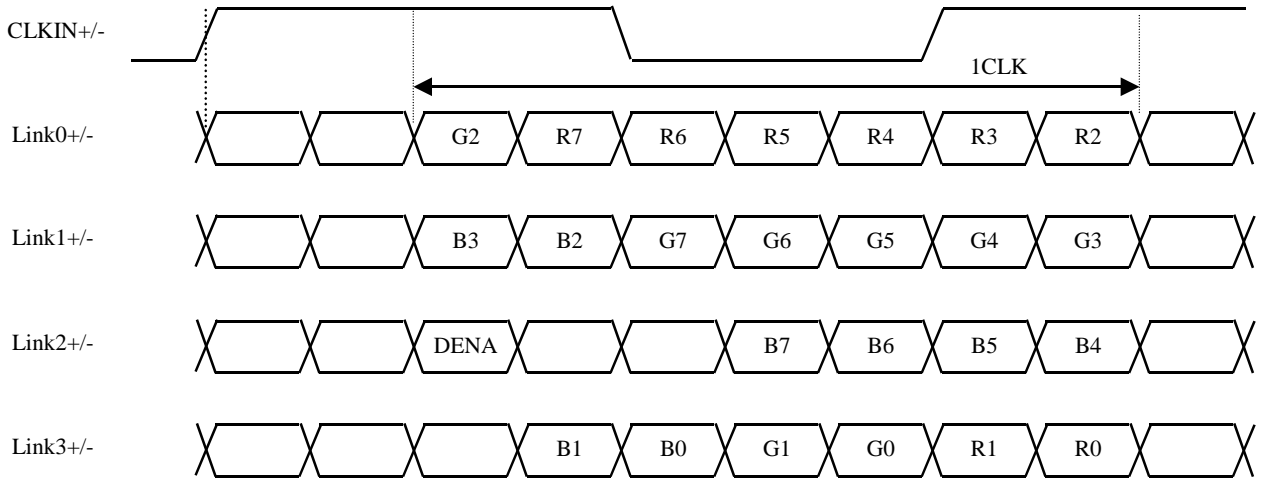 CLKIN+/-
1CLK
Link0+/- G2 R7 R6 R5 R4 R3 R2
Link1+/- B3 B2 G7 G6 G5 G4 G3
Link2+/- DENA B7 B6 B5 B4
Link3+/- B1 B0 G1 G0 R1 R0